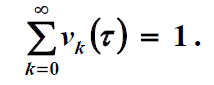 ∞
∑ v_k (τ) = 1 .
k=0